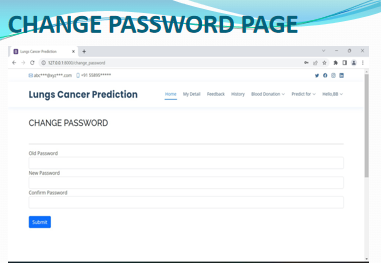 CHANGE PASSWORD PAGE
Lungs Cancer Prediction
127.0.0.1:8000/change_password
abc***@xyz***.com +91 55895*****
Lungs Cancer Prediction
Home My Detail Feedback History Blood Donation Predict for Hello,BB
CHANGE PASSWORD
Old Password
New Password
Confirm Password
Submit